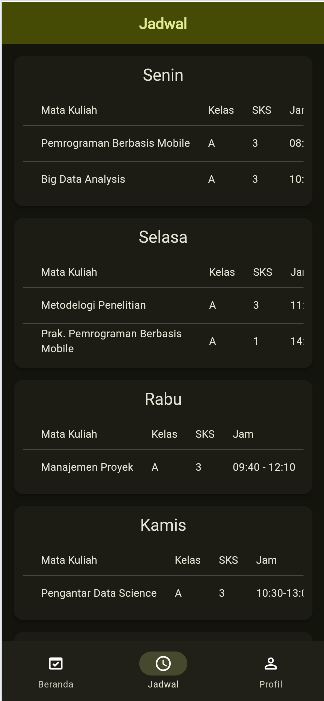 Jadwal
Senin
Mata Kuliah Kelas SKS Jar
Pemrograman Berbasis Mobile A 3 08:
Big Data Analysis A 3 10:
Selasa
Mata Kuliah Kelas SKS Jar
Metodelogi Penelitian A 3 11:
Prak. Pemrograman Berbasis
Mobile A 1 14:
Rabu
Mata Kuliah Kelas SKS Jam
Manajemen Proyek A 3 09:40 - 12:10
Kamis
Mata Kuliah Kelas SKS Jam
Pengantar Data Science A 3 10:30-13:0
Beranda Jadwal Profil